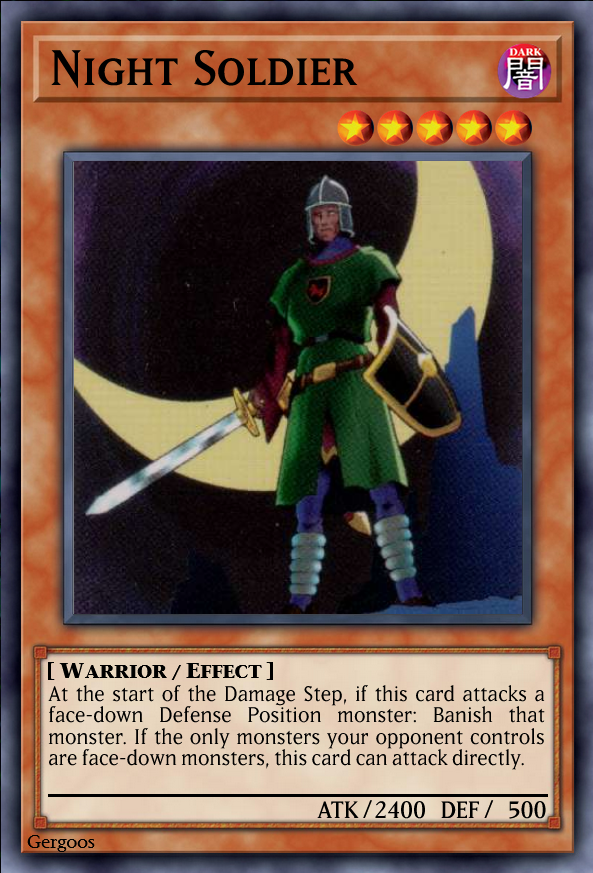 Night Soldier
DARK
闇
[ Warrior / Effect ]
At the start of the Damage Step, if this card attacks a
face-down Defense Position monster: Banish that
monster. If the only monsters your opponent controls
are face-down monsters, this card can attack directly.
ATK / 2400 DEF / 500
Gergoos